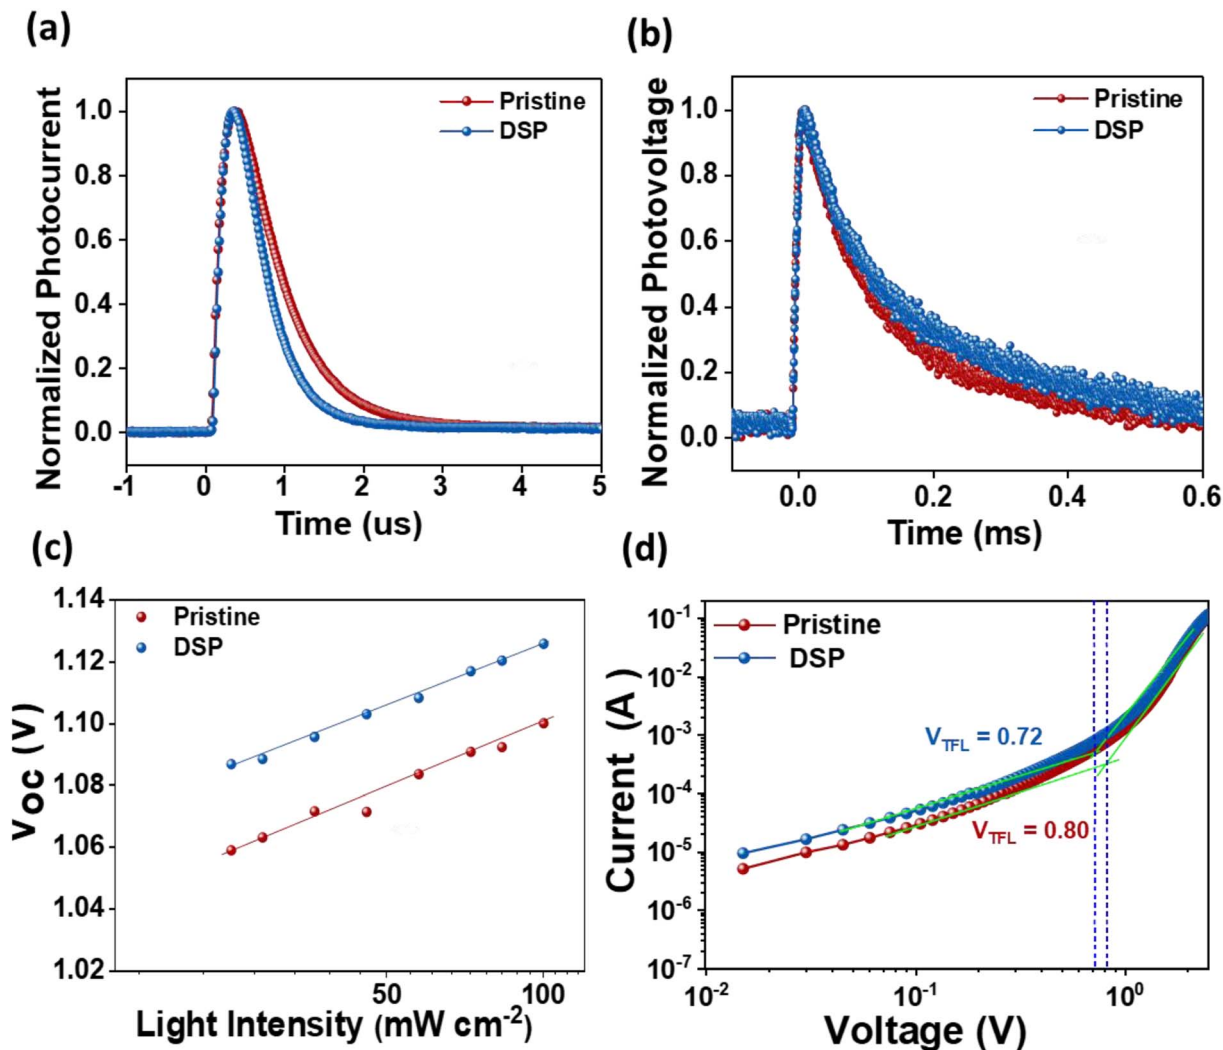 (a)
Normalized Photocurrent
1.0
0.8
0.6
0.4
0.2
0.0
Pristine
DSP
-1 0 1 2 3 4 5
Time (us)
(b)
Normalized Photovoltage
1.0
0.8
0.6
0.4
0.2
0.0
Pristine
DSP
0.0 0.2 0.4 0.6
Time (ms)
(c)
Voc (V)
1.14
1.12
1.10
1.08
1.06
1.04
1.02
Pristine
DSP
50 100
Light Intensity (mW cm-2)
(d)
Current (A)
10-1
10-2
10-3
10-4
10-5
10-6
10-7
Pristine
DSP
VTFL = 0.72
VTFL = 0.80
10-2 10-1 100
Voltage (V)